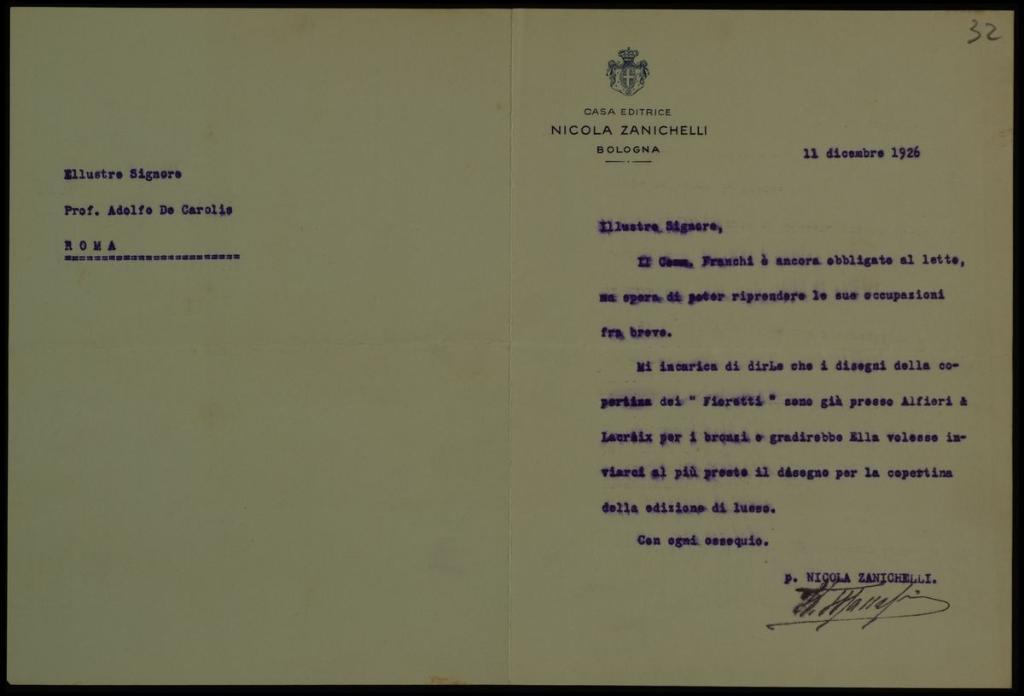 32
CASA EDITRICE
NICOLA ZANICHELLI
BOLOGNA
11 dicembre 1926
Illustre Signore
Prof. Adolfo De Carolis
ROMA
Illustre Signore,
Il Comm. Franchi è ancora obbligato al letto,
ma spera di poter riprendere le sue occupazioni
fra breve.
Mi incarica di dirLe che i disegni della co-
pertina dei " Fioretti " sono già presso Alfieri &
Lacroix per i bronzi e gradirebbe Ella volesse in-
viarci al più presto il disegno per la copertina
della edizione di lusso.
Con ogni ossequio.
p. NICOLA ZANICHELLI.